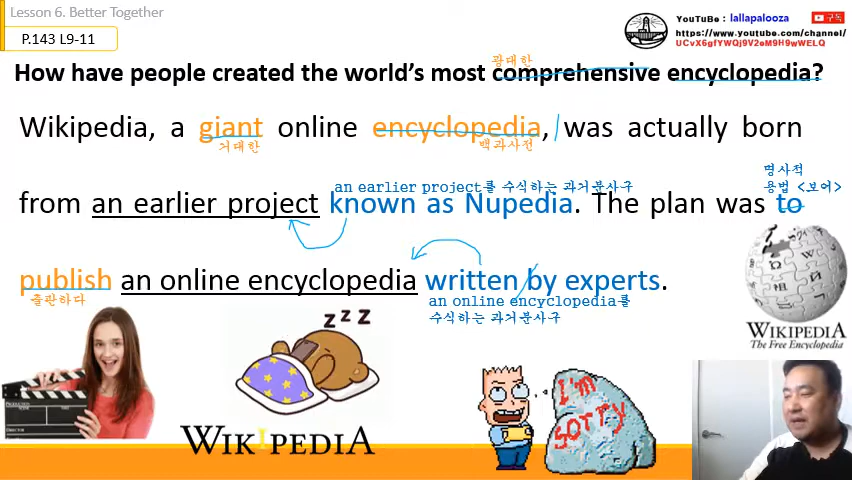 Lesson 6. Better Together
P.143 L9-11
YouTuBe : lallapalooza
구독
https://www.youtube.com/channel/
UCvX6gfYWQj9V2eM9H9wWELQ
광대한
How have people created the world's most comprehensive encyclopedia?
Wikipedia, a giant online encyclopedia, was actually born
거대한
백과사전
an earlier project를 수식하는 과거분사구
명사적
용법 <보어>
from an earlier project known as Nupedia. The plan was to
publish an online encyclopedia written by experts.
출판하다
an online encyclopedia를
수식하는 과거분사구
z z z
WIKIPEDIA
The Free Encyclopedia
I'm
sorry
WIKIPEDIA